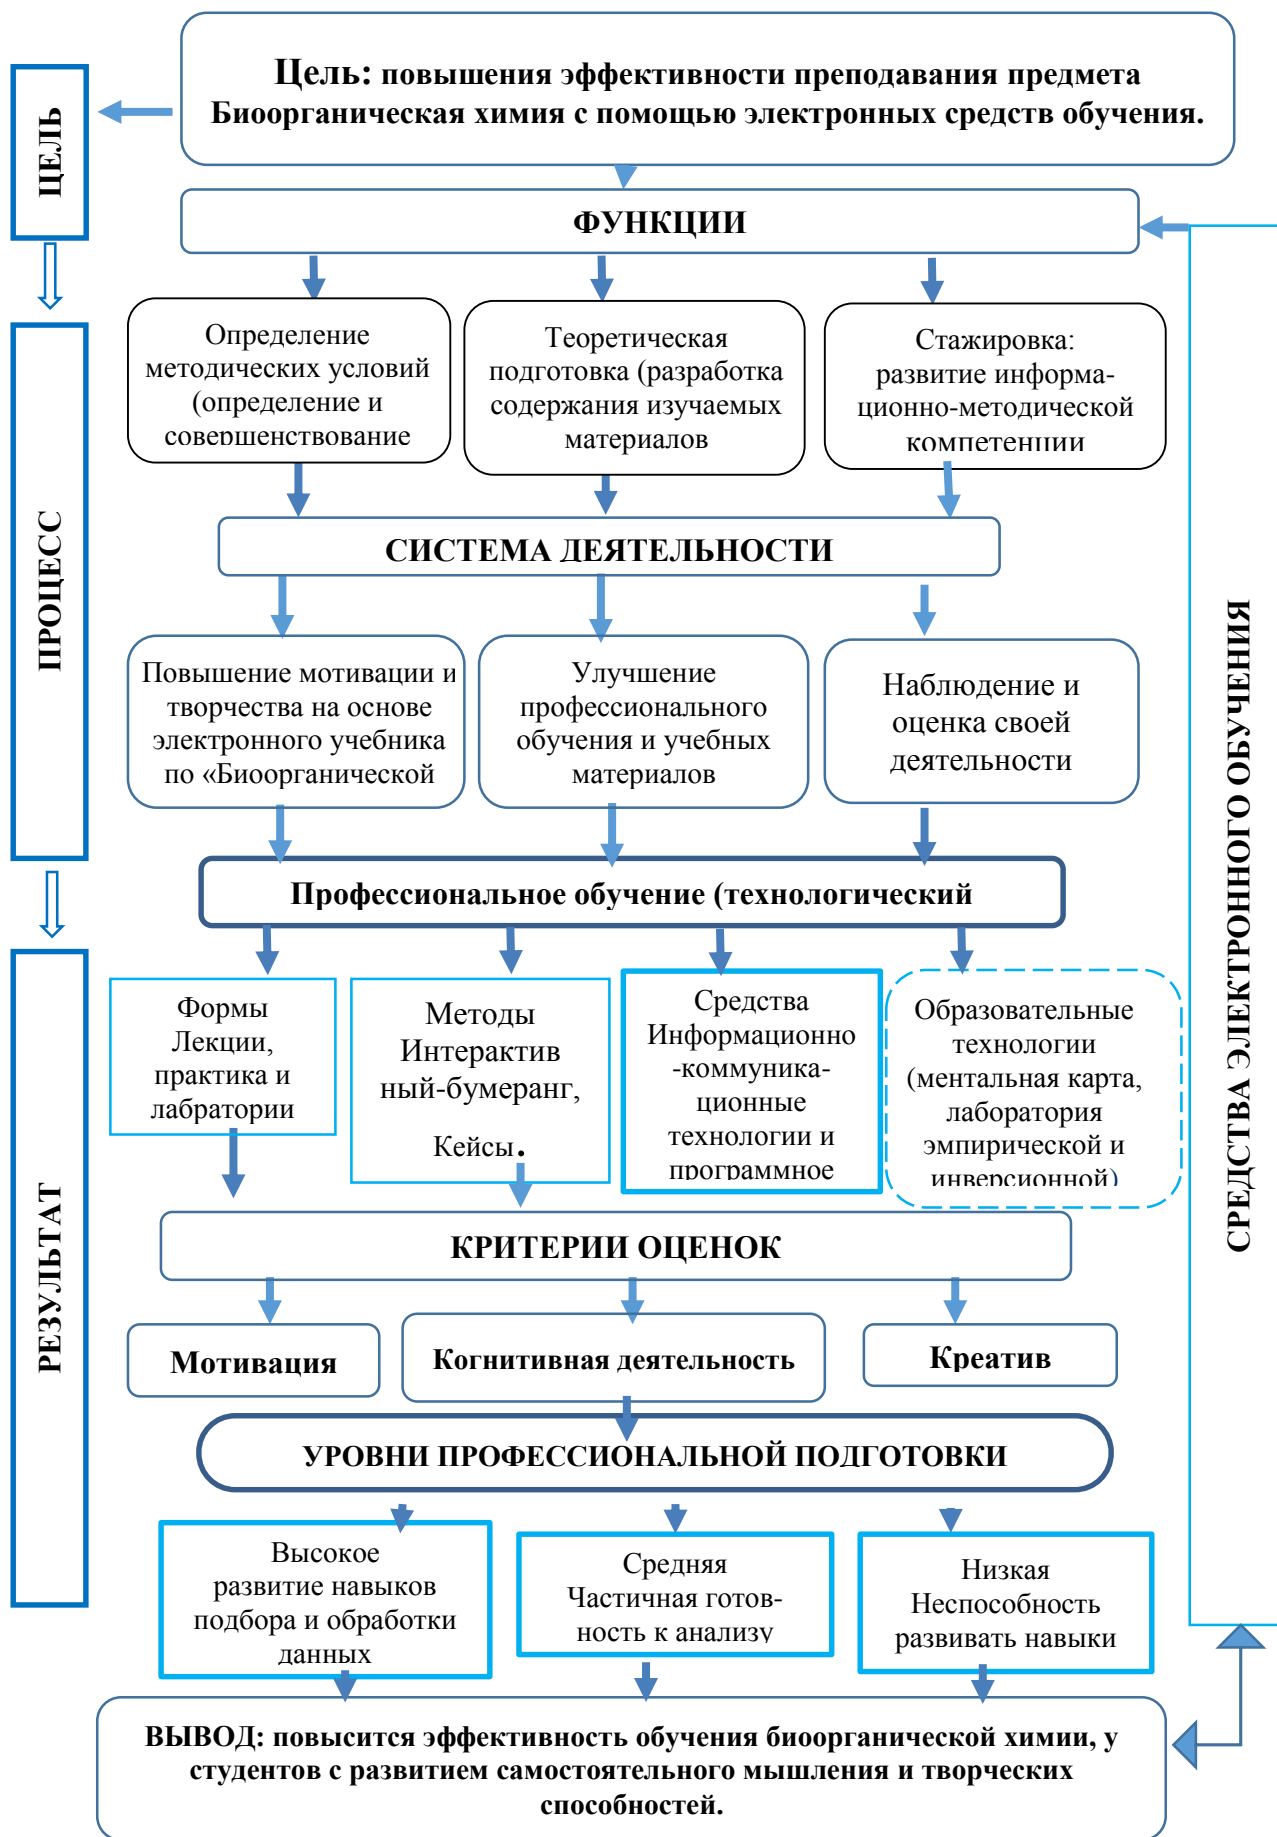 Цель: повышения эффективности преподавания предмета
Биоорганическая химия с помощью электронных средств обучения.
ЦЕЛЬ
ФУНКЦИИ
Определение
методических условий
(определение и
совершенствование
Теоретическая
подготовка (разработка
содержания изучаемых
материалов
Стажировка:
развитие информа-
ционно-методической
компетенции
ПРОЦЕСС
СИСТЕМА ДЕЯТЕЛЬНОСТИ
Повышение мотивации и
творчества на основе
электронного учебника
по «Биоорганической
Улучшение
профессионального
обучения и учебных
материалов
Наблюдение и
оценка своей
деятельности
СРЕДСТВА ЭЛЕКТРОННОГО ОБУЧЕНИЯ
Профессиональное обучение (технологический
Формы
Лекции,
практика и
лабратории
Методы
Интерактив
ный-бумеранг,
Кейсы.
Средства
Информационно
-коммуника-
ционные
технологии и
программное
Образовательные
технологии
(ментальная карта,
лаборатория
эмпирической и
инверсионной)
РЕЗУЛЬТАТ
КРИТЕРИИ ОЦЕНОК
Мотивация
Когнитивная деятельность
Креатив
УРОВНИ ПРОФЕССИОНАЛЬНОЙ ПОДГОТОВКИ
Высокое
развитие навыков
подбора и обработки
данных
Средняя
Частичная готов-
ность к анализу
Низкая
Неспособность
развивать навыки
ВЫВОД: повысится эффективность обучения биоорганической химии, у
студентов с развитием самостоятельного мышления и творческих
способностей.